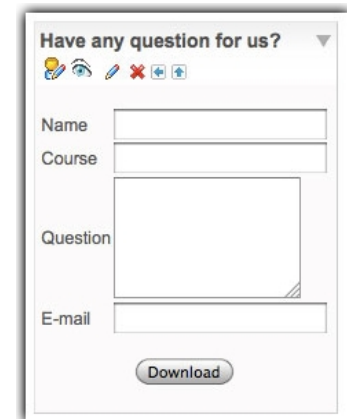 Have any question for us?
Name
Course
Question
E-mail
Download